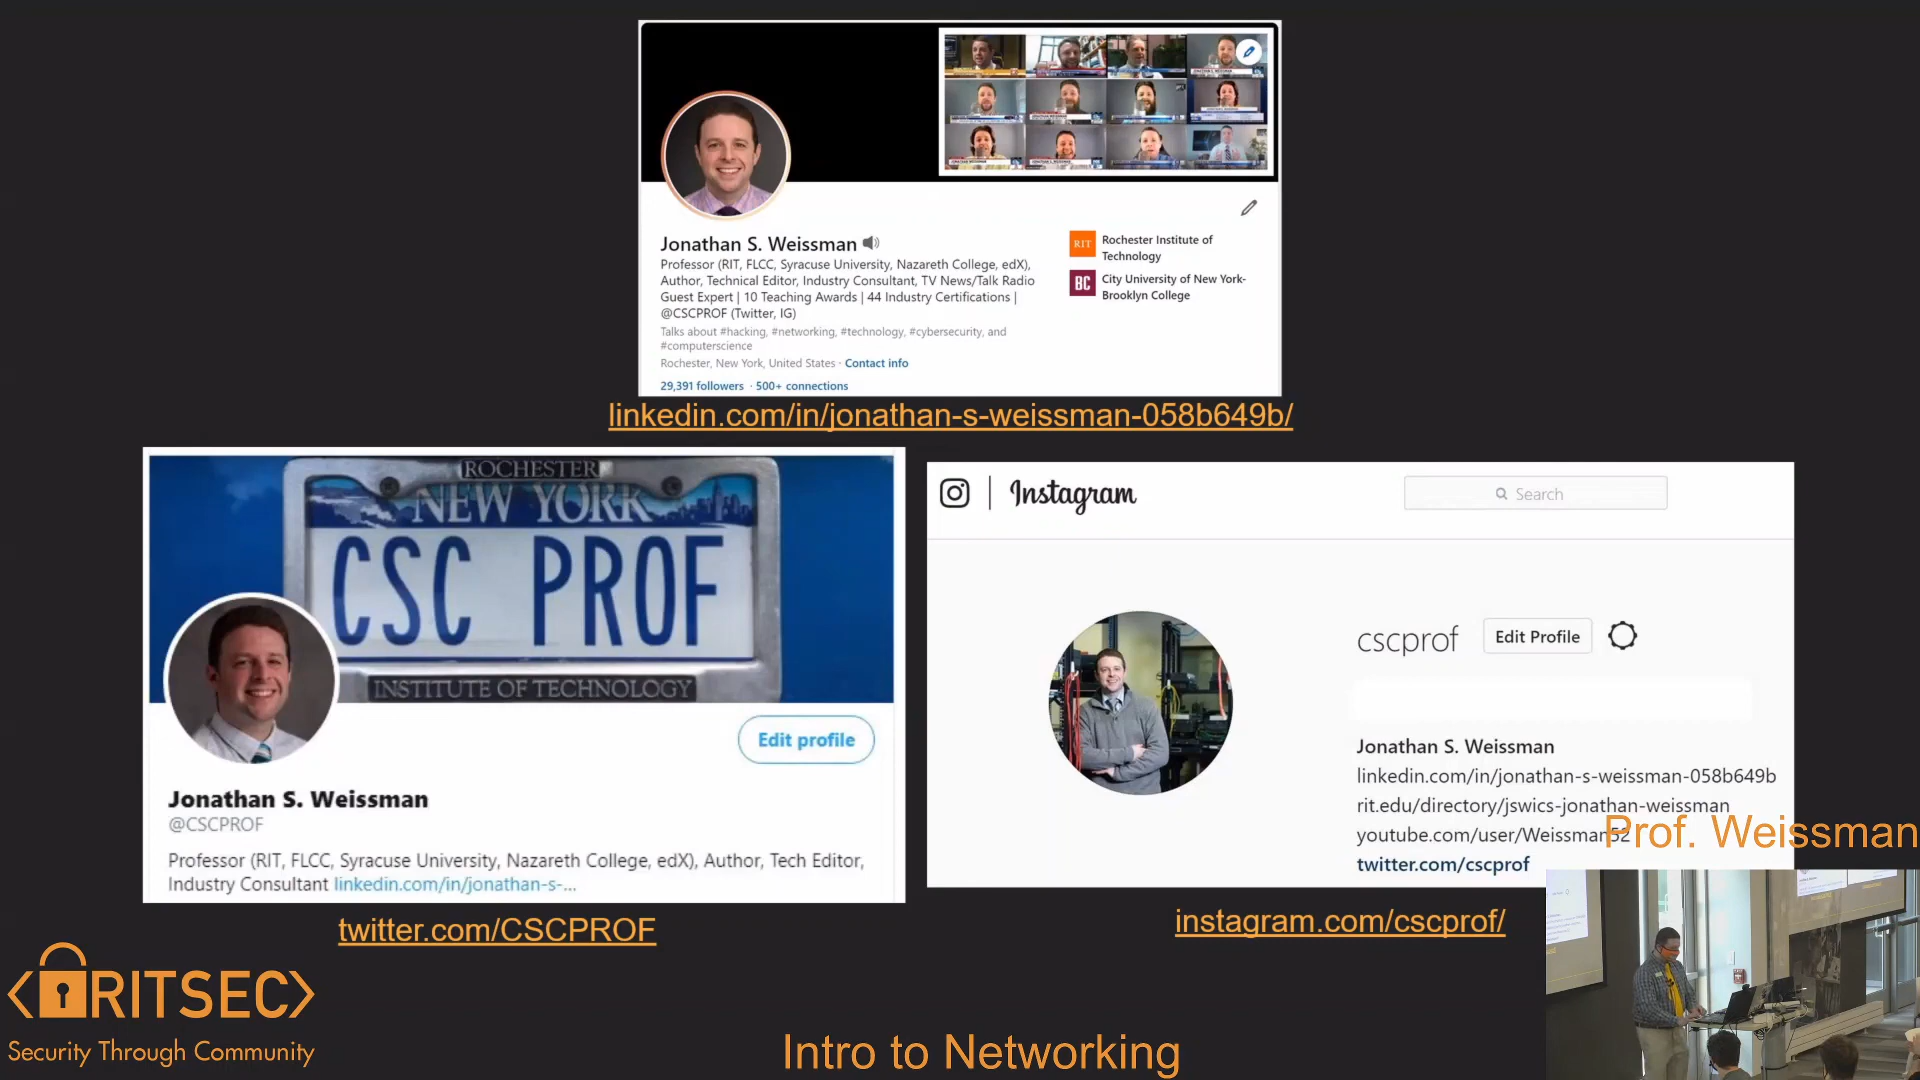 Jonathan S. Weissman
Professor (RIT, FLCC, Syracuse University, Nazareth College, edX),
Author, Technical Editor, Industry Consultant, TV News/Talk Radio
Guest Expert | 10 Teaching Awards | 44 Industry Certifications |
@CSCPROF (Twitter, IG)
Talks about #hacking, #networking, #technology, #cybersecurity, and
#computerscience
Rochester, New York, United States · Contact info
29,391 followers · 500+ connections
RIT
Rochester Institute of
Technology
BC
City University of New York-
Brooklyn College
linkedin.com/in/jonathan-s-weissman-058b649b/
ROCHESTER
NEW YORK
CSC PROF
INSTITUTE OF TECHNOLOGY
Edit profile
Jonathan S. Weissman
@CSCPROF
Professor (RIT, FLCC, Syracuse University, Nazareth College, edX), Author, Tech Editor,
Industry Consultant linkedin.com/in/jonathan-s-...
twitter.com/CSCPROF
Instagram
Search
cscprof
Edit Profile
Jonathan S. Weissman
linkedin.com/in/jonathan-s-weissman-058b649b
rit.edu/directory/jswics-jonathan-weissman
youtube.com/user/Weissman52
twitter.com/cscprof
instagram.com/cscprof/
Prof. Weissman
RITSEC
Security Through Community
Intro to Networking